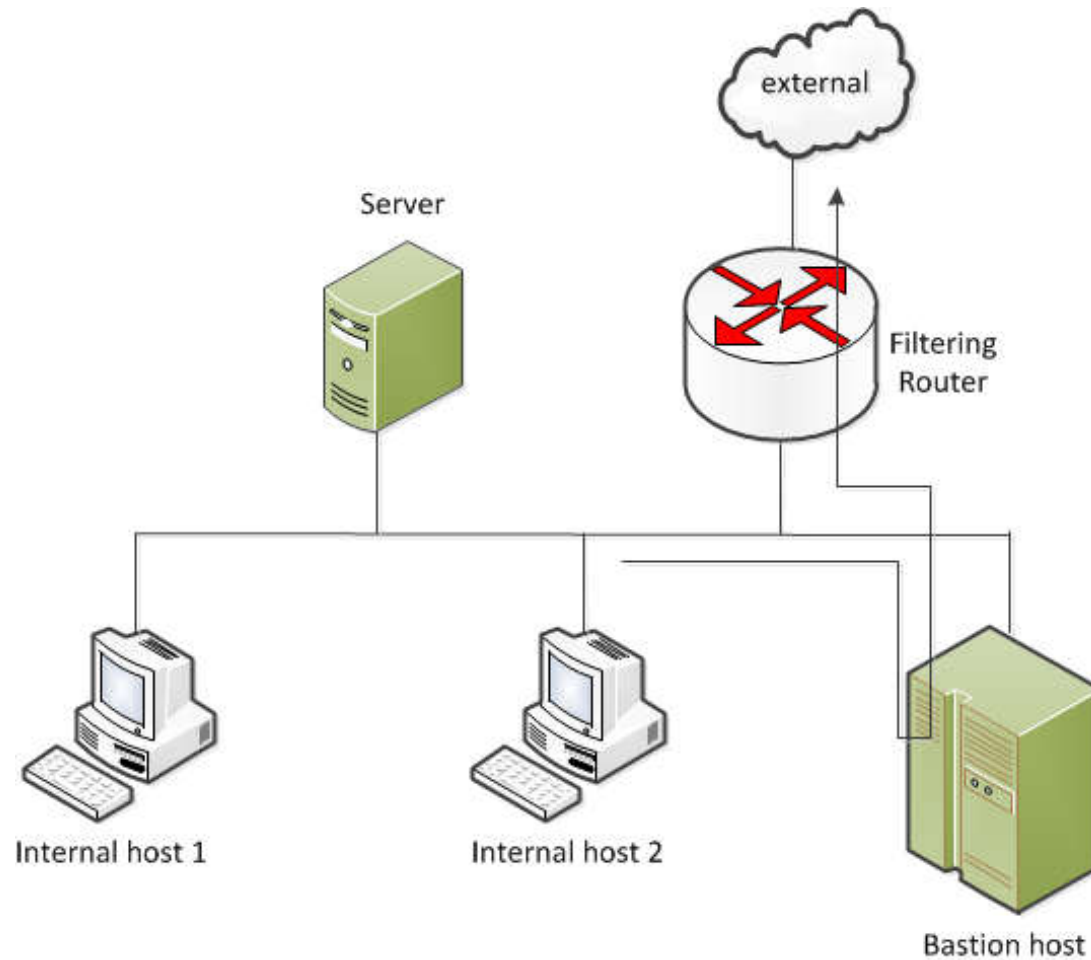 external
Server
Filtering
Router
Internal host 1
Internal host 2
Bastion host